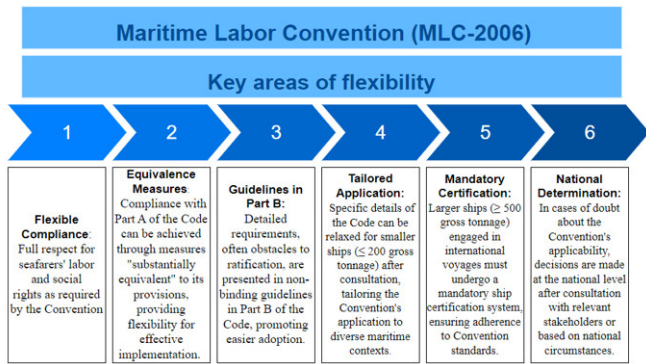 Maritime Labor Convention (MLC-2006)
Key areas of flexibility
1
2
3
4
5
6
Flexible
Compliance:
Full respect for
seafarers' labor
and social
rights as required
by the Convention
Equivalence
Measures:
Compliance with
Part A of the Code
can be achieved
through measures
"substantially
equivalent" to its
provisions,
providing
flexibility for
effective
implementation.
Guidelines in
Part B:
Detailed
requirements,
often obstacles to
ratification, are
presented in non-
binding guidelines
in Part B of the
Code, promoting
easier adoption.
Tailored
Application:
Specific details of
the Code can be
relaxed for smaller
ships (≤ 200 gross
tonnage) after
consultation,
tailoring the
Convention's
application to
diverse maritime
contexts.
Mandatory
Certification:
Larger ships (≥ 500
gross tonnage)
engaged in
international
voyages must
undergo a
mandatory ship
certification system,
ensuring adherence
to Convention
standards.
National
Determination:
In cases of doubt
about the
Convention's
applicability,
decisions are made
at the national level
after consultation
with relevant
stakeholders or
based on national
circumstances.